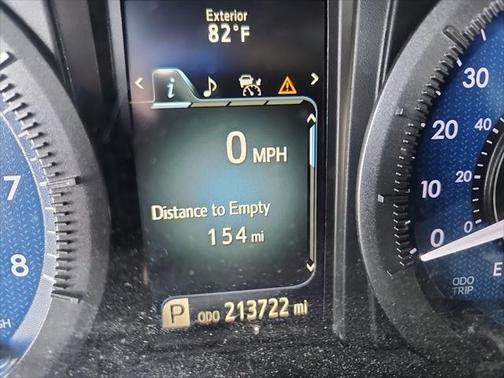 Exterior
82°F
i
0 MPH
Distance to Empty
154 mi
P ODO 213722 mi
7
8
30
20
10
0
40
20
0
E
ODO
TRIP